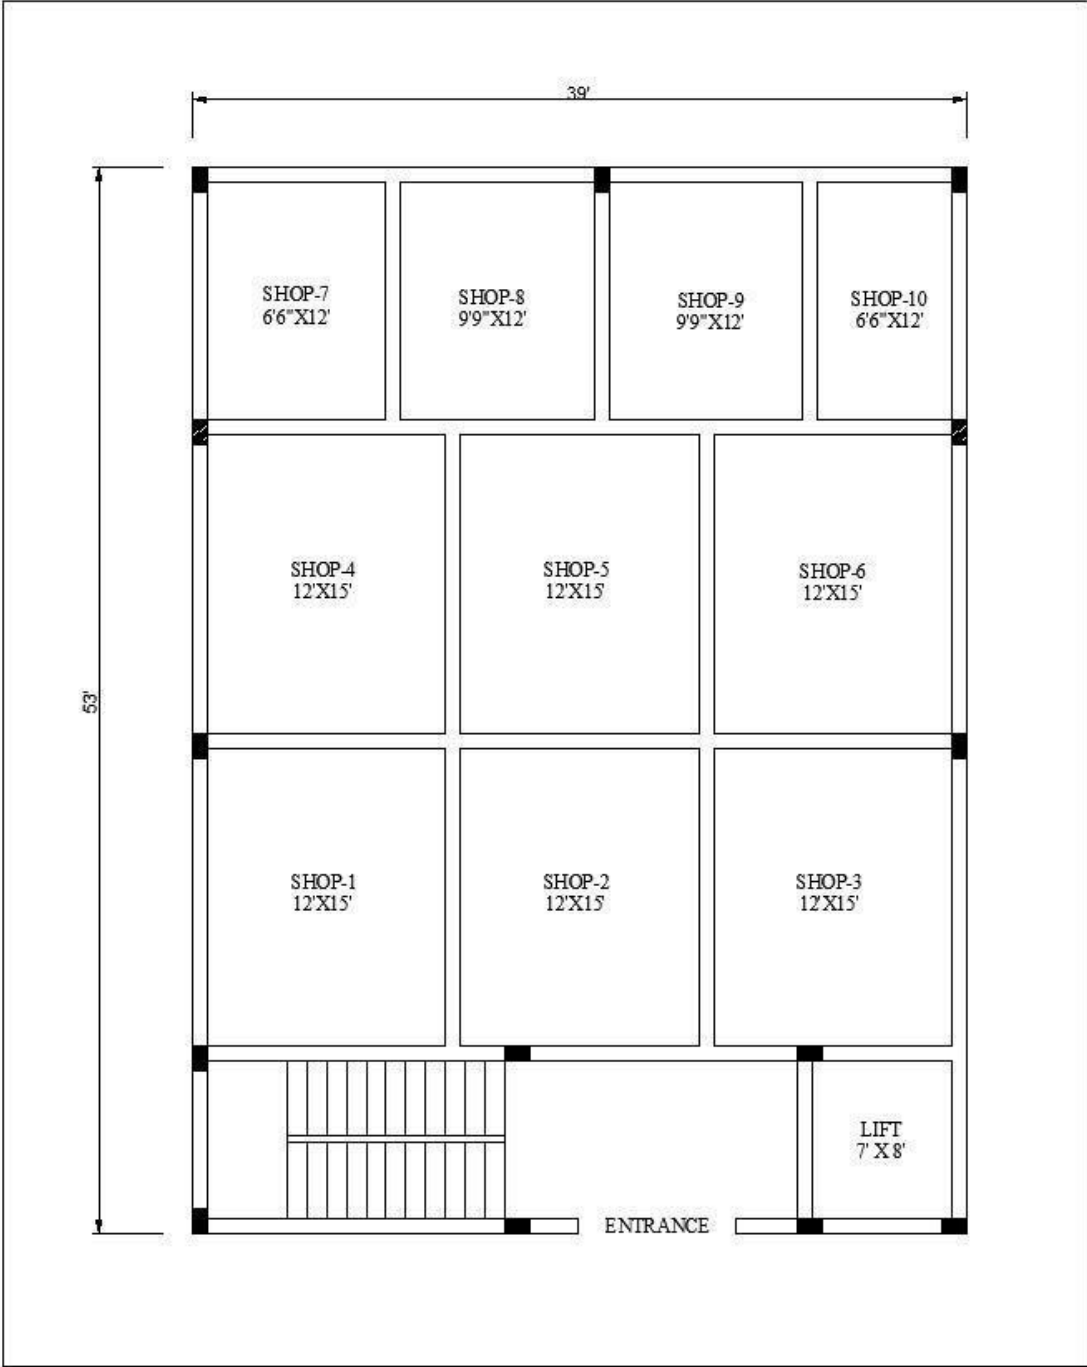 39'
SHOP-7
6'6"X12'
SHOP-8
9'9"X12'
SHOP-9
9'9"X12'
SHOP-10
6'6"X12'
SHOP-4
12'X15'
SHOP-5
12'X15'
SHOP-6
12'X15'
53'
SHOP-1
12'X15'
SHOP-2
12'X15'
SHOP-3
12'X15'
LIFT
7' X 8'
ENTRANCE